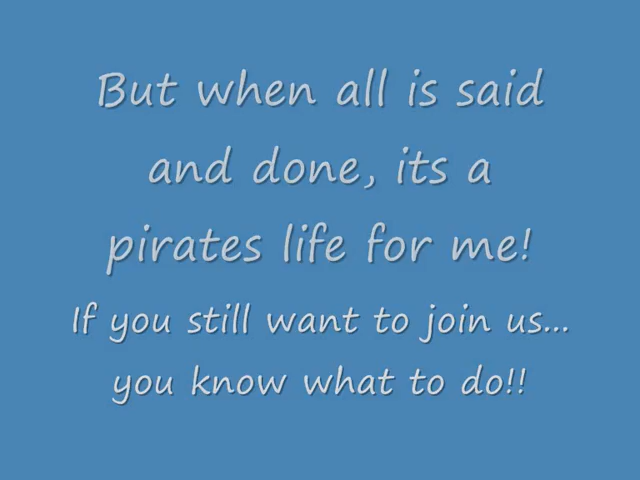 But when all is said
and done, its a
pirates life for me!
If you still want to join us...
you know what to do!!